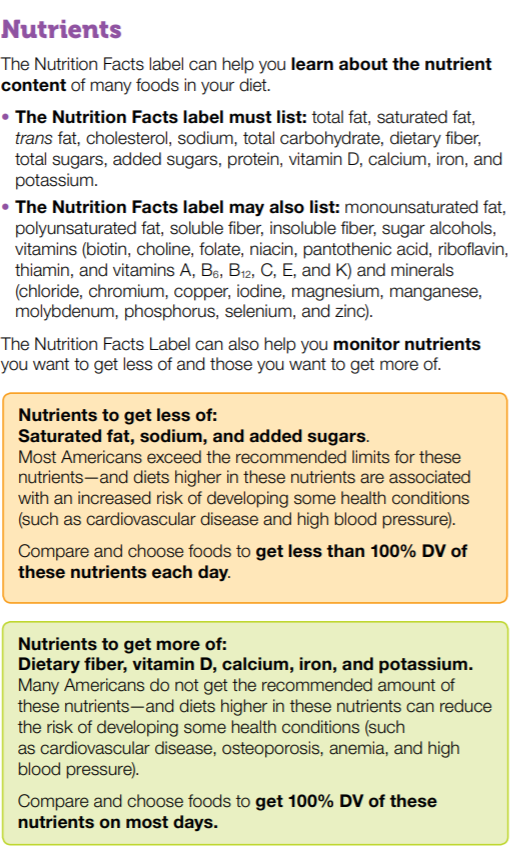 Nutrients
The Nutrition Facts label can help you learn about the nutrient
content of many foods in your diet.
• The Nutrition Facts label must list: total fat, saturated fat,
trans fat, cholesterol, sodium, total carbohydrate, dietary fiber,
total sugars, added sugars, protein, vitamin D, calcium, iron, and
potassium.
• The Nutrition Facts label may also list: monounsaturated fat,
polyunsaturated fat, soluble fiber, insoluble fiber, sugar alcohols,
vitamins (biotin, choline, folate, niacin, pantothenic acid, riboflavin,
thiamin, and vitamins A, B₆, B₁₂, C, E, and K) and minerals
(chloride, chromium, copper, iodine, magnesium, manganese,
molybdenum, phosphorus, selenium, and zinc).
The Nutrition Facts Label can also help you monitor nutrients
you want to get less of and those you want to get more of.
Nutrients to get less of:
Saturated fat, sodium, and added sugars.
Most Americans exceed the recommended limits for these
nutrients—and diets higher in these nutrients are associated
with an increased risk of developing some health conditions
(such as cardiovascular disease and high blood pressure).
Compare and choose foods to get less than 100% DV of
these nutrients each day.
Nutrients to get more of:
Dietary fiber, vitamin D, calcium, iron, and potassium.
Many Americans do not get the recommended amount of
these nutrients—and diets higher in these nutrients can reduce
the risk of developing some health conditions (such
as cardiovascular disease, osteoporosis, anemia, and high
blood pressure).
Compare and choose foods to get 100% DV of these
nutrients on most days.